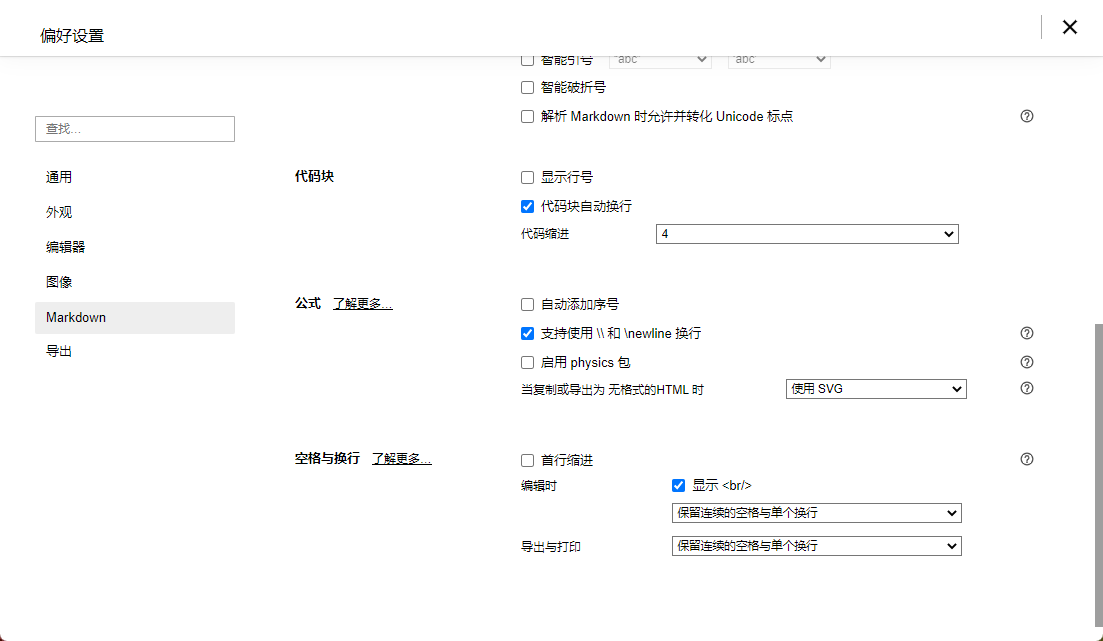 偏好设置
智能引号 "abc" 'abc'
智能破折号
解析 Markdown 时允许并转化 Unicode 标点
查找...
通用
外观
编辑器
图像
Markdown
导出
代码块
显示行号
代码块自动换行
代码缩进 4
公式 了解更多...
自动添加序号
支持使用 \\ 和 \newline 换行
启用 physics 包
当复制或导出为 无格式的HTML 时 使用 SVG
空格与换行 了解更多...
首行缩进
编辑时 显示 <br/>
保留连续的空格与单个换行
导出与打印 保留连续的空格与单个换行